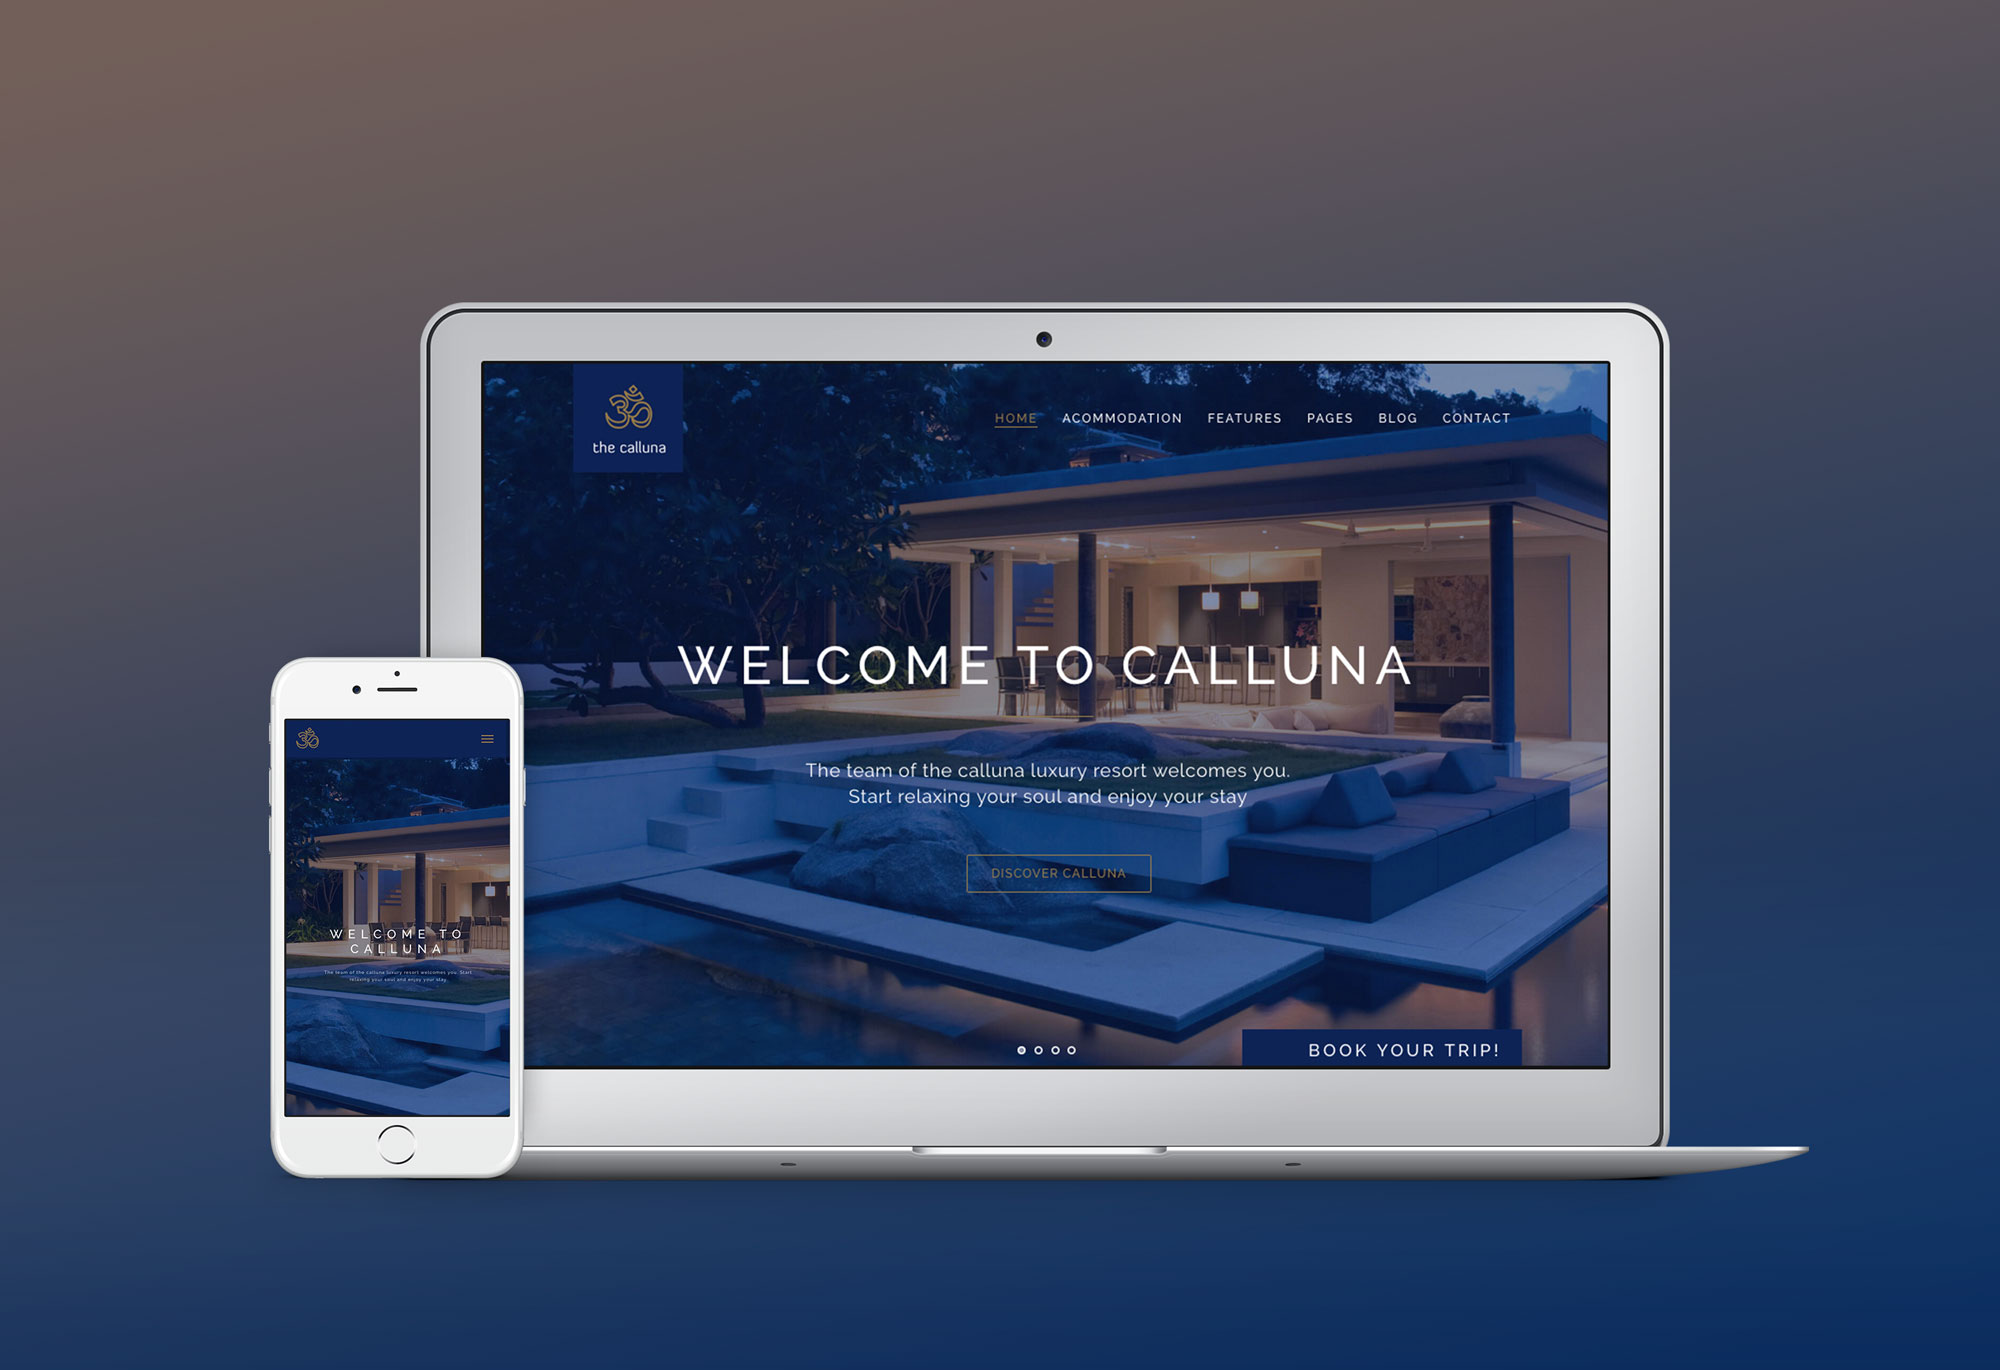 the calluna
HOME ACOMMODATION FEATURES PAGES BLOG CONTACT
WELCOME TO CALLUNA
The team of the calluna luxury resort welcomes you.
Start relaxing your soul and enjoy your stay
DISCOVER CALLUNA
BOOK YOUR TRIP!
WELCOME TO
CALLUNA
The team of the calluna luxury resort welcomes you. Start
relaxing your soul and enjoy your stay